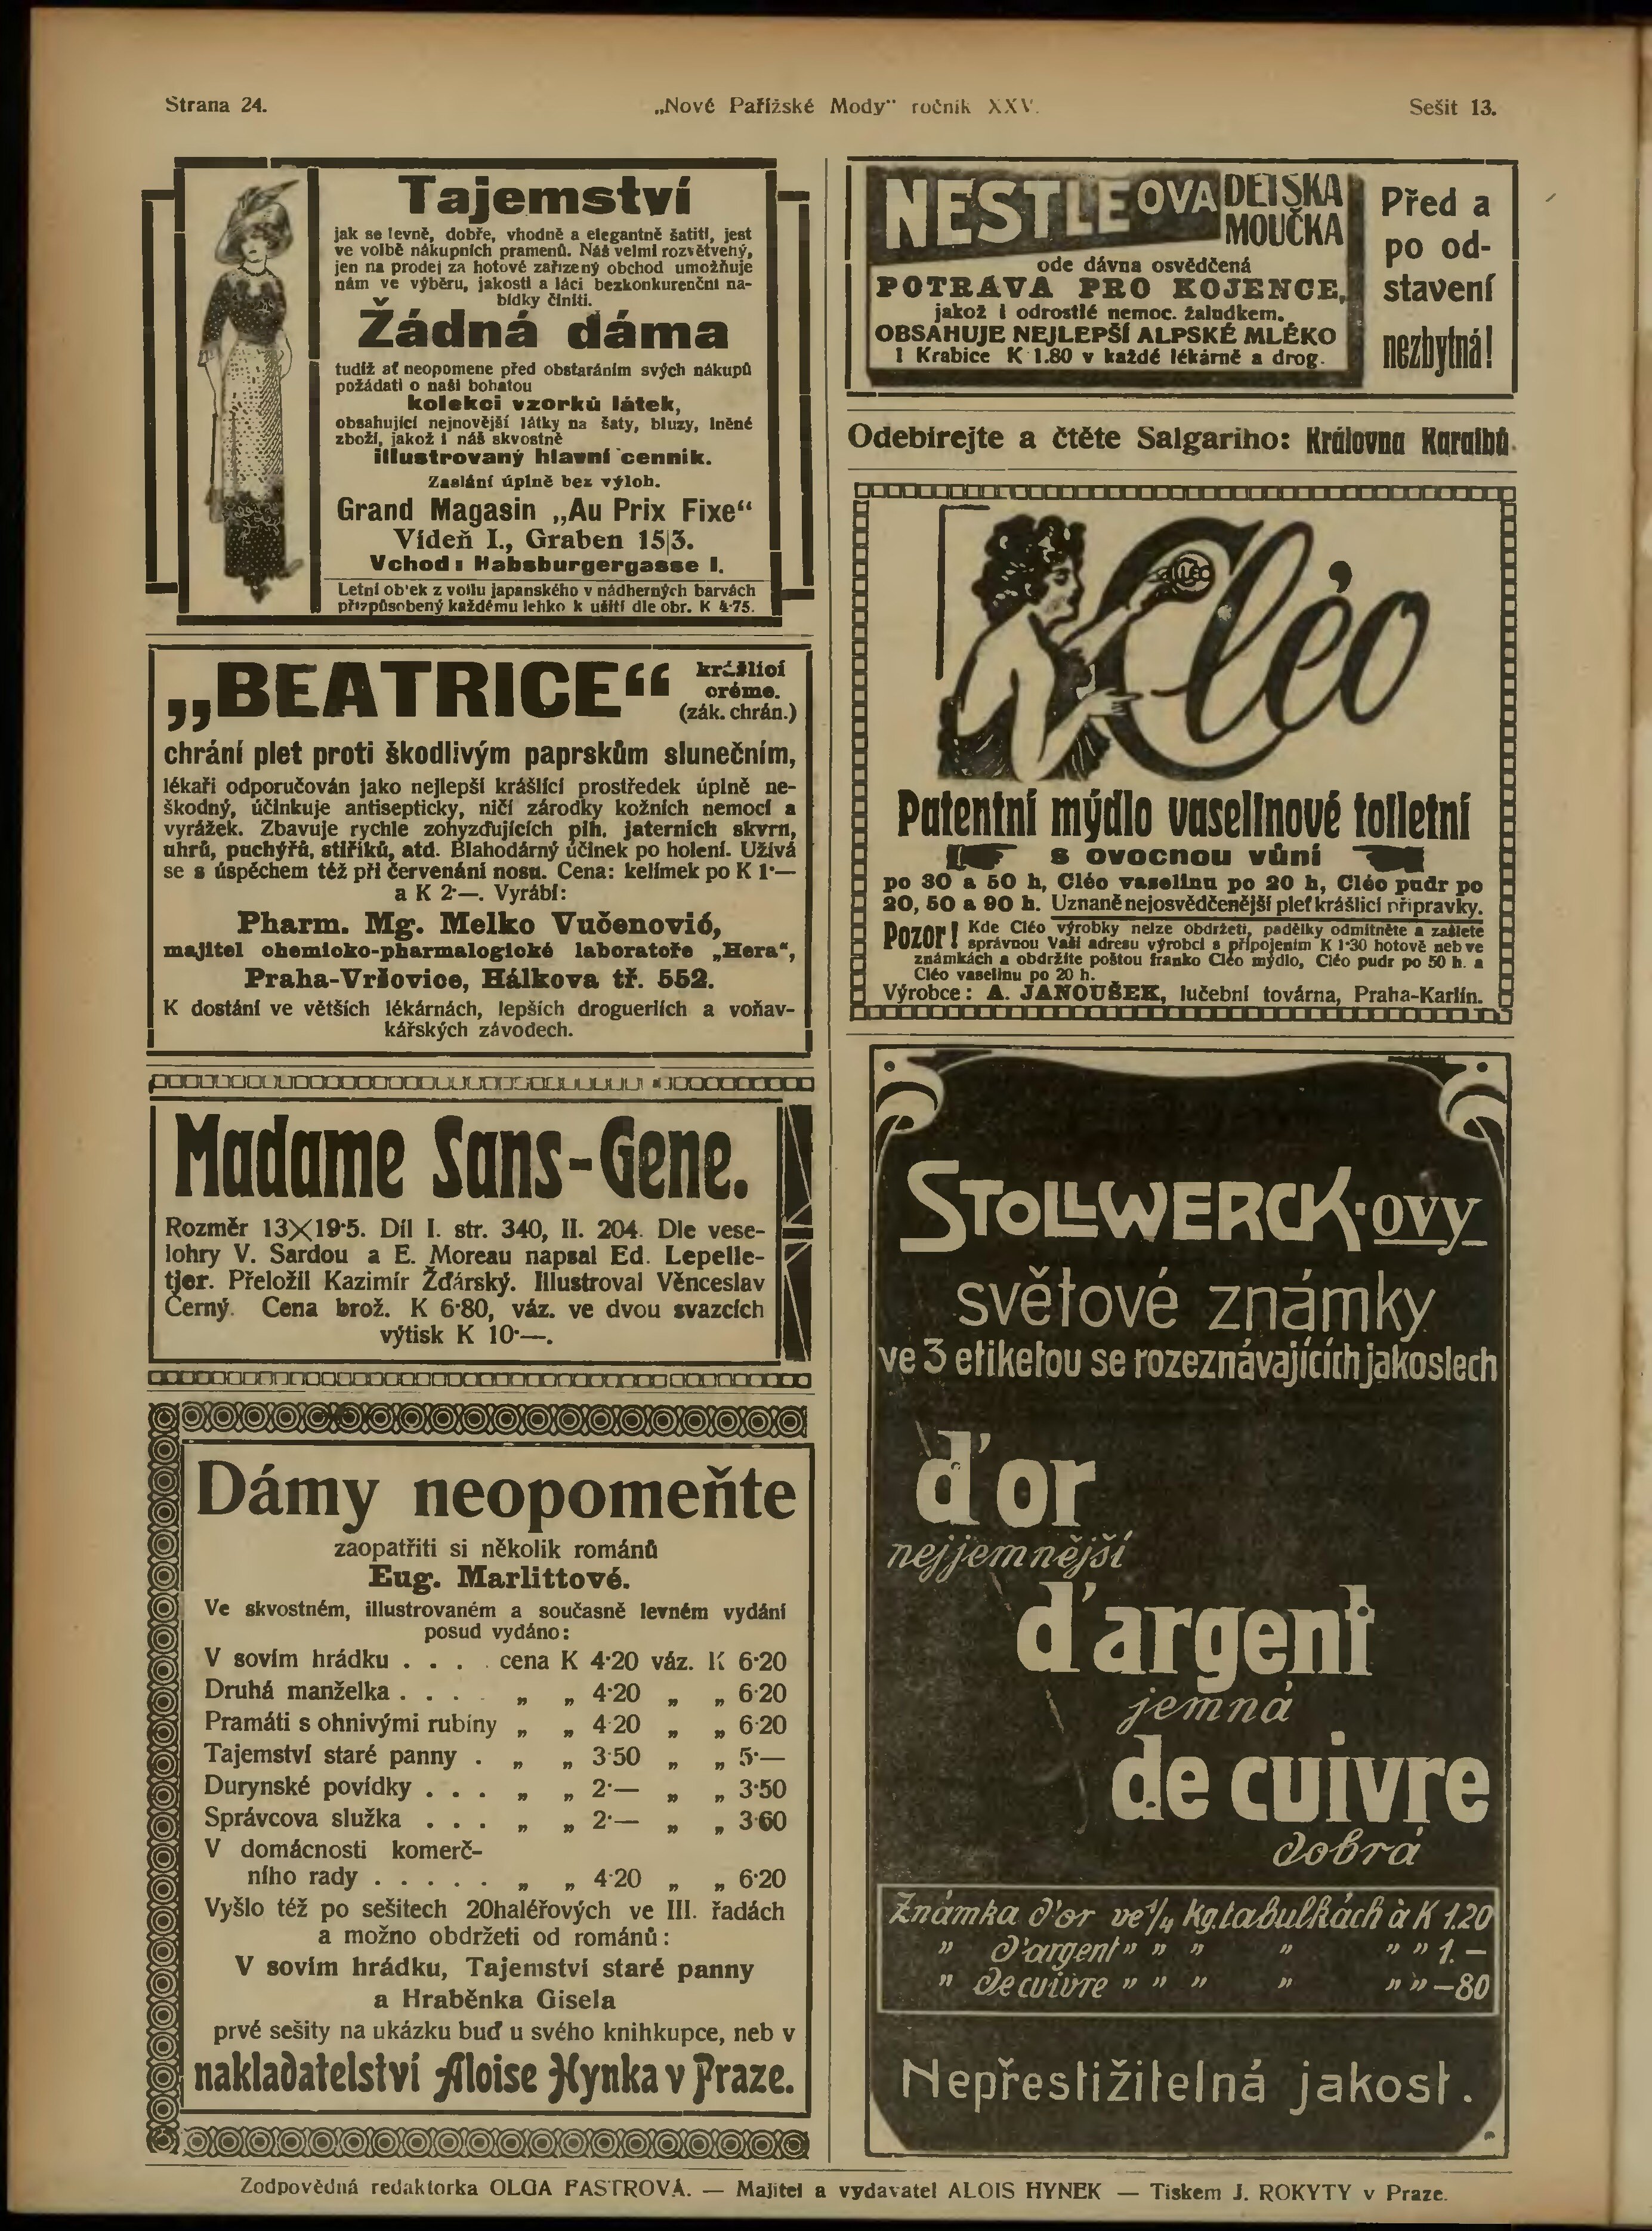 Strana 24.
„Nové Pařížské Mody" ročník XXV.
Sešit 13.
Tajemství
jak se levně, dobře, vhodně a elegantně šatiti, jest
ve volbě nákupních pramenů. Náš velmi rozvětvený,
jen na prodej za hotové zařízený obchod umožňuje
nám ve výběru, jakosti a láci bezkonkurenční na-
bídky činiti.
Žádná dáma
tudíž ať neopomene před obstaráním svých nákupů
požádati o naši bohatou
kolekci vzorků látek,
obsahující nejnovější látky na šaty, bluzy, lněné
zboží, jakož i náš skvostně
illustrovaný hlavní cenník.
Zaslání úplně bez výloh.
Grand Magasin „Au Prix Fixe“
Vídeň I., Graben 15|3.
Vchod: Habsburgergasse I.
Letní ob'ek z voilu japanského v nádherných barvách
přizpůsobený každému lehko k ušití dle obr. K 4·75.
„BEATRICE“ krášlicí
créme.
(zák. chrán.)
chrání plet proti škodlivým paprskům slunečním,
lékaři odporučován jako nejlepší krášlící prostředek úplně ne-
škodný, účinkuje antisepticky, ničí zárodky kožních nemocí a
vyrážek. Zbavuje rychle zohyzďujících pih, jaterních skvrn,
uhrů, puchýřů, stiříků, atd. Blahodárný účinek po holení. Užívá
se s úspěchem též při červenání nosu. Cena: kelímek po K 1·—
a K 2·—. Vyrábí:
Pharm. Mg. Melko Vučenović,
majitel chemicko-pharmalogické laboratoře „Hera“,
Praha-Vršovice, Hálkova tř. 552.
K dostání ve větších lékárnách, lepších drogueriích a voňav-
kářských závodech.
Madame Sans-Gene.
Rozměr 13×19·5. Díl I. str. 340, II. 204. Dle vese-
lohry V. Sardou a E. Moreau napsal Ed. Lepelle-
tier. Přeložil Kazimír Žďárský. Illustroval Věnceslav
Černý. Cena brož. K 6·80, váz. ve dvou svazcích
výtisk K 10·—.
Dámy neopomeňte
zaopatřiti si několik románů
Eug. Marlittové.
Ve skvostném, illustrovaném a současně levném vydání
posud vydáno:
V sovím hrádku . . . . cena K 4·20 váz. K 6·20
Druhá manželka . . . . „ „ 4·20 „ „ 6·20
Pramáti s ohnivými rubíny „ „ 4·20 „ „ 6·20
Tajemství staré panny . „ „ 3·50 „ „ 5·—
Durynské povídky . . . „ „ 2·— „ „ 3·50
Správcova služka . . . „ „ 2·— „ „ 3·60
V domácnosti komerč-
ního rady . . . . . „ „ 4·20 „ „ 6·20
Vyšlo též po sešitech 20haléřových ve III. řadách
a možno obdržeti od románů:
V sovím hrádku, Tajemství staré panny
a Hraběnka Gisela
prvé sešity na ukázku buď u svého knihkupce, neb v
nakladatelství Aloise Hynka v Praze.
NESTLEOVA DĚTSKÁ
MOUČKA
ode dávna osvědčená
POTRAVA PRO KOJENCE,
jakož i odrostlé nemoc. žaludkem.
OBSAHUJE NEJLEPŠÍ ALPSKÉ MLÉKO
1 Krabice K 1.80 v každé lékárně a drog.
Před a
po od-
stavení
nezbytná!
Odebírejte a čtěte Salgariho: Královna Karaibů.
Cléo
Patentní mýdlo vaselinové toiletní
s ovocnou vůní
po 30 a 50 h, Cléo vaselinu po 20 h, Cléo pudr po
20, 50 a 90 h. Uznaně nejosvědčenější pleť krášlicí přípravky.
Pozor! Kde Cléo výrobky nelze obdržeti, padělky odmítněte a zašlete
správnou Vaši adresu výrobci s připojením K 1·30 hotově neb ve
známkách a obdržíte poštou franko Cléo mýdlo, Cléo pudr po 50 h. a
Cléo vaselinu po 20 h.
Výrobce: A. JANOUŠEK, lučební továrna, Praha-Karlín.
STOLLWERCK·ovy
světové známky
ve 3 etiketou se rozeznávajících jakostech
d'or
nejjemnější
d'argent
jemná
de cuivre
dobrá
Známka d'or ve 1/4 kg. tabulkách à K 1.20
„ d'argent „ „ „ „ „ „ 1.—
„ de cuivre „ „ „ „ „ „ —80
Nepřestižitelná jakost.
Zodpovědná redaktorka OLGA FASTROVÁ. — Majitel a vydavatel ALOIS HYNEK — Tiskem J. ROKYTY v Praze.